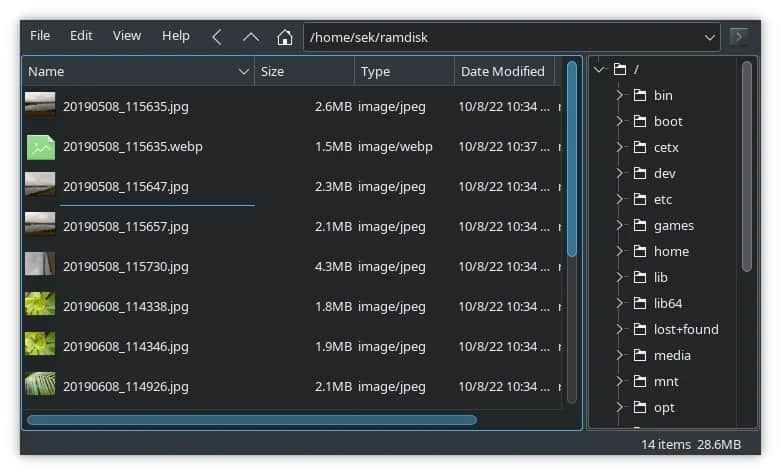 File Edit View Help /home/sek/ramdisk
Name Size Type Date Modified
20190508_115635.jpg 2.6MB image/jpeg 10/8/22 10:34 ...
20190508_115635.webp 1.5MB image/webp 10/8/22 10:37 ...
20190508_115647.jpg 2.3MB image/jpeg 10/8/22 10:34 ...
20190508_115657.jpg 2.1MB image/jpeg 10/8/22 10:34 ...
20190508_115730.jpg 4.3MB image/jpeg 10/8/22 10:34 ...
20190608_114338.jpg 1.8MB image/jpeg 10/8/22 10:34 ...
20190608_114346.jpg 1.9MB image/jpeg 10/8/22 10:34 ...
20190608_114926.jpg 2.1MB image/jpeg 10/8/22 10:34 ...
/
bin
boot
cetx
dev
etc
games
home
lib
lib64
lost+found
media
mnt
opt
14 items 28.6MB